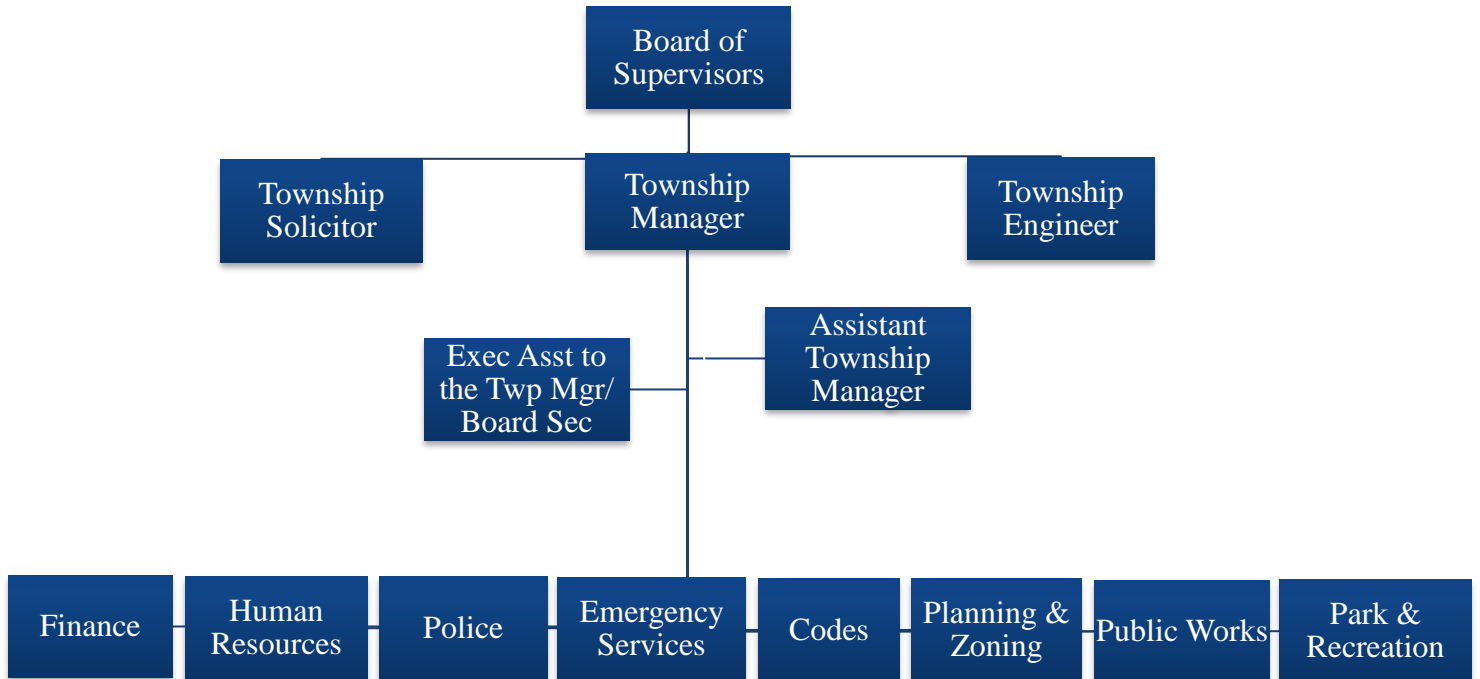 Board of
Supervisors
Township
Solicitor
Township
Manager
Township
Engineer
Exec Asst to
the Twp Mgr/
Board Sec
Assistant
Township
Manager
Finance
Human
Resources
Police
Emergency
Services
Codes
Planning &
Zoning
Public Works
Park &
Recreation